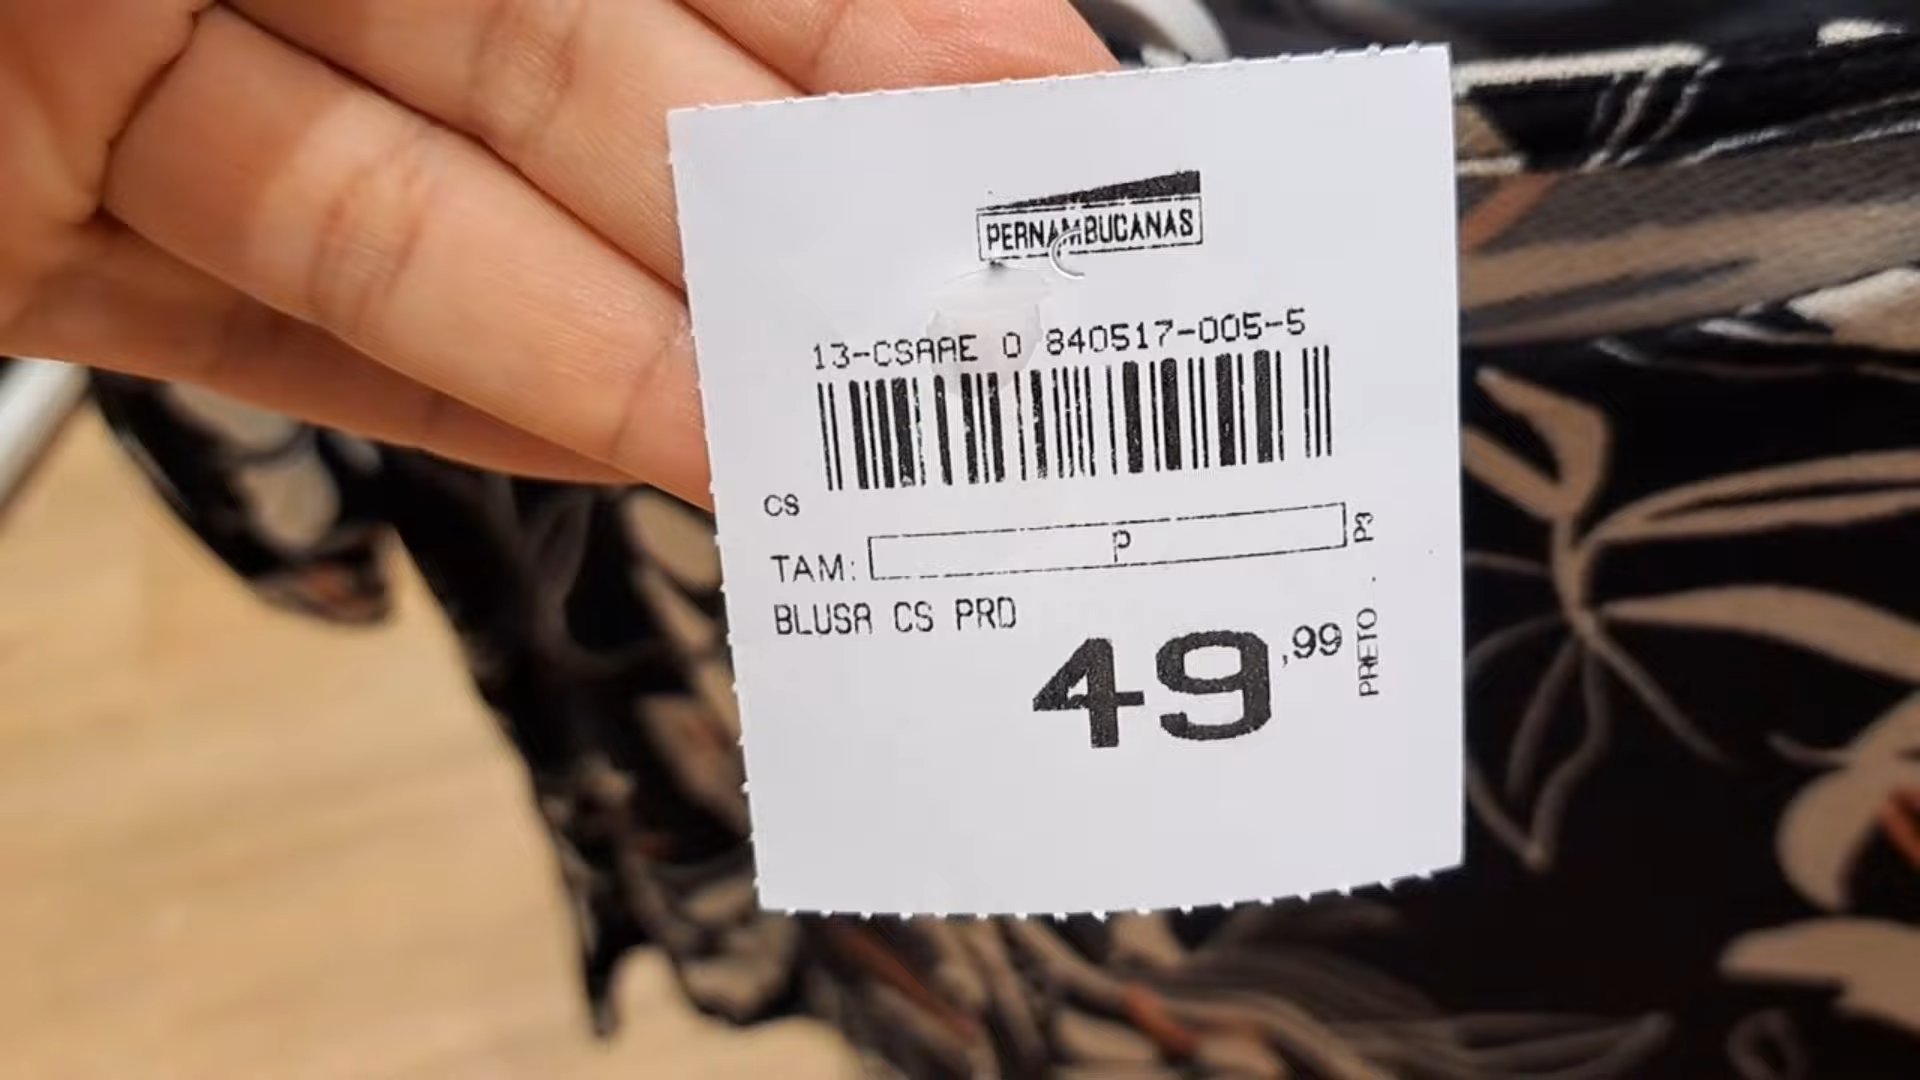 PERNAMBUCANAS
13-CSAAE 0 840517-005-5
CS
TAM: P
P3
BLUSA CS PRD
49,99
PRETO .